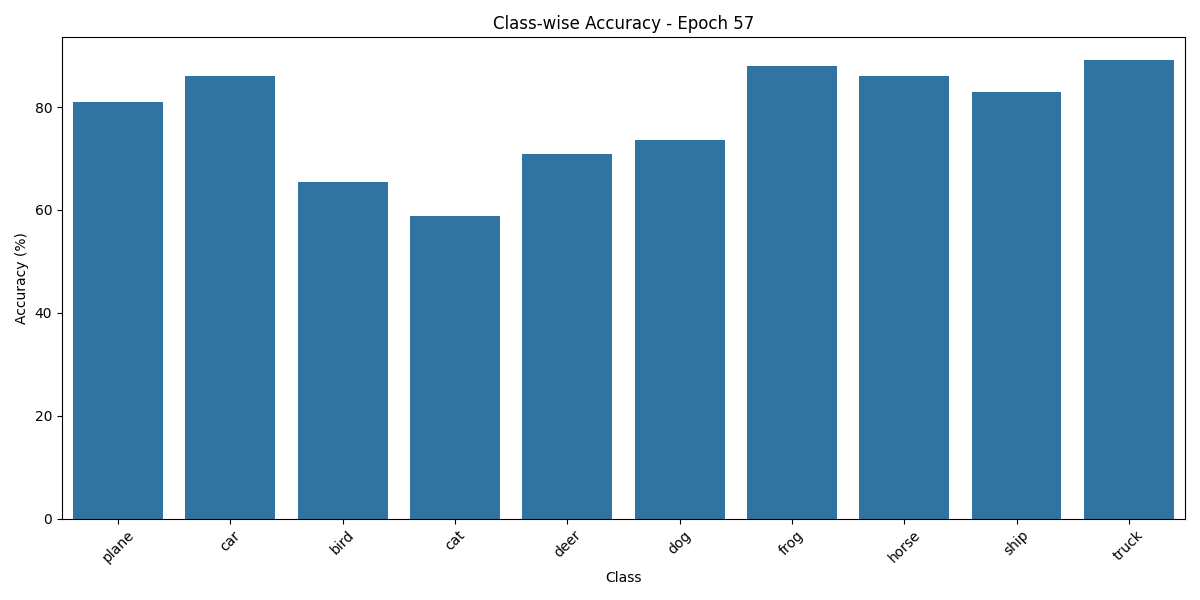 Class-wise Accuracy - Epoch 57
Accuracy (%)
80
60
40
20
0
plane car bird cat deer dog frog horse ship truck
Class